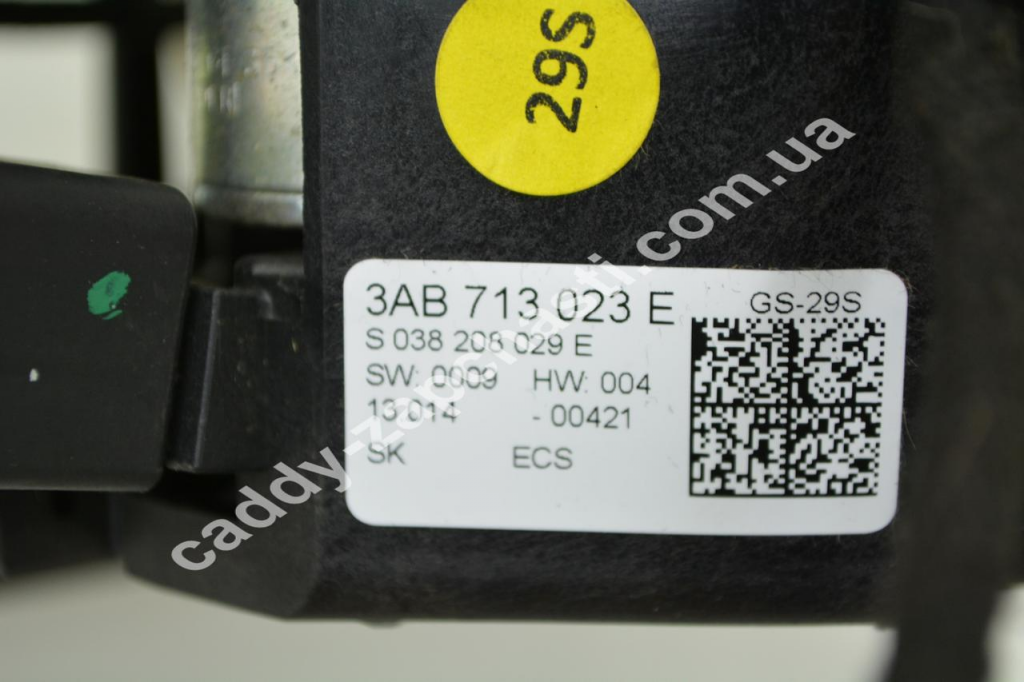 29S
3AB 713 023 E
GS-29S
S 038 208 029 E
SW: 0009 HW: 004
13 014 - 00421
SK ECS
caddy-zapchasti.com.ua